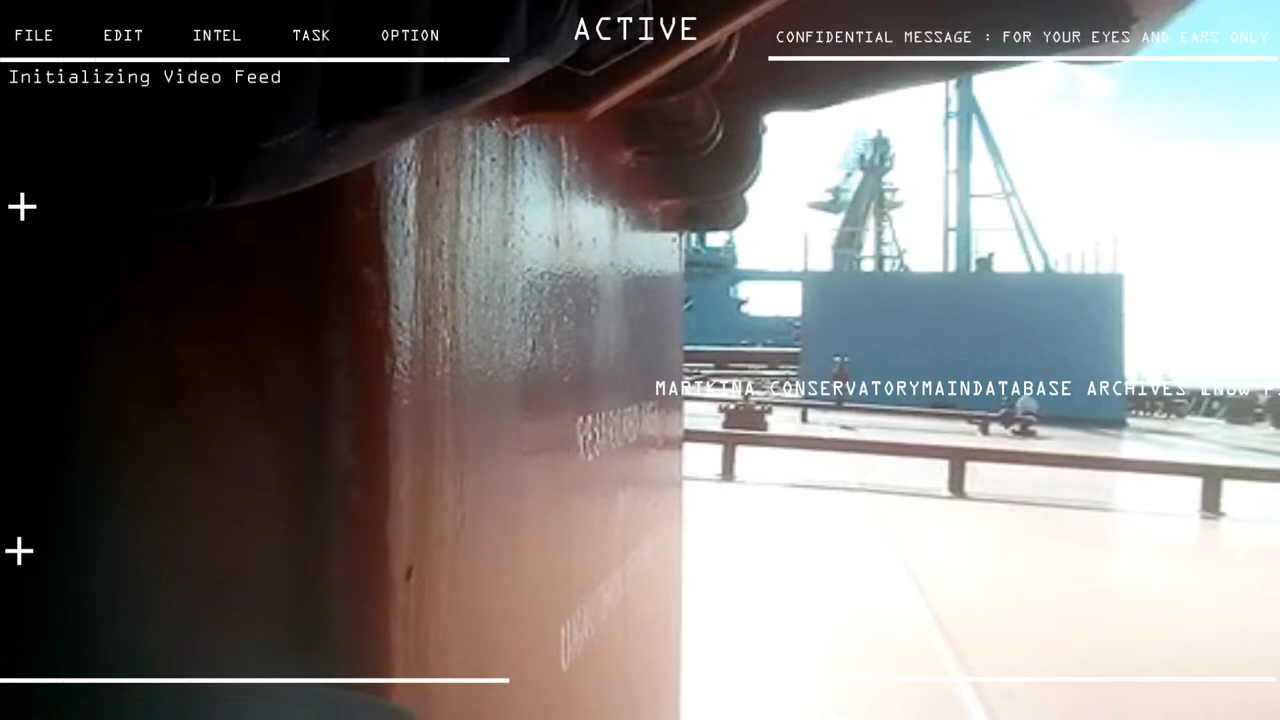 FILE EDIT INTEL TASK OPTION
ACTIVE
CONFIDENTIAL MESSAGE : FOR YOUR EYES AND EARS ONLY
Initializing Video Feed
MARIKINA CONSERVATORYMAINDATABASE ARCHIVES